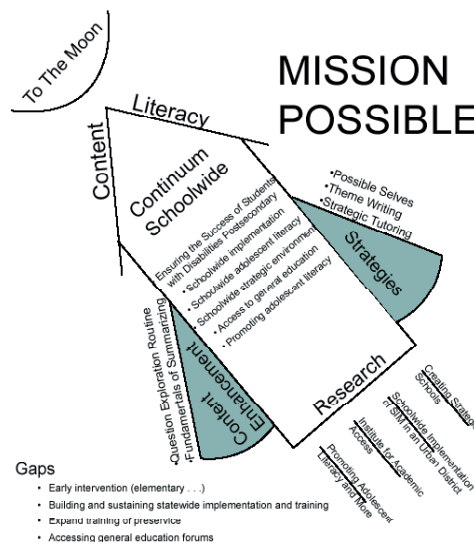 To The Moon
MISSION
POSSIBLE
Literacy
Content
Continuum
Schoolwide
Ensuring the Success of Students
with Disabilities Postsecondary
•Schoolwide implementation
•Schoolwide adolescent literacy
•Schoolwide strategic environment
•Access to general education
•Promoting adolescent literacy
•Possible Selves
•Theme Writing
•Strategic Tutoring
Strategies
•Question Exploration Routine
•Fundamentals of Summarizing
Content
Enhancement
Research
Creating Strategic
Schools
Schoolwide Implementation
of SIM in an Urban District
Institute for Academic
Access
Promoting Adolescent
Literacy and More
Gaps
• Early intervention (elementary . . .)
• Building and sustaining statewide implementation and training
• Expand training of preservice
• Accessing general education forums